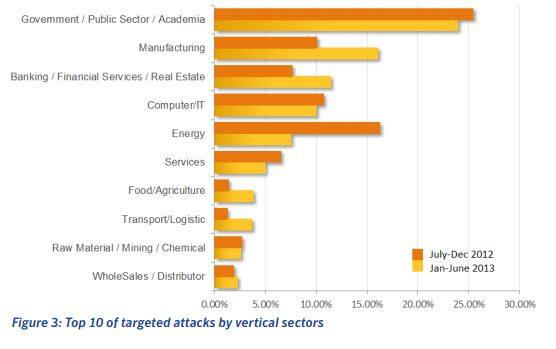 Government / Public Sector / Academia
Manufacturing
Banking / Financial Services / Real Estate
Computer/IT
Energy
Services
Food/Agriculture
Transport/Logistic
Raw Material / Mining / Chemical
WholeSales / Distributor
July-Dec 2012
Jan-June 2013
0.00% 5.00% 10.00% 15.00% 20.00% 25.00% 30.00%
Figure 3: Top 10 of targeted attacks by vertical sectors